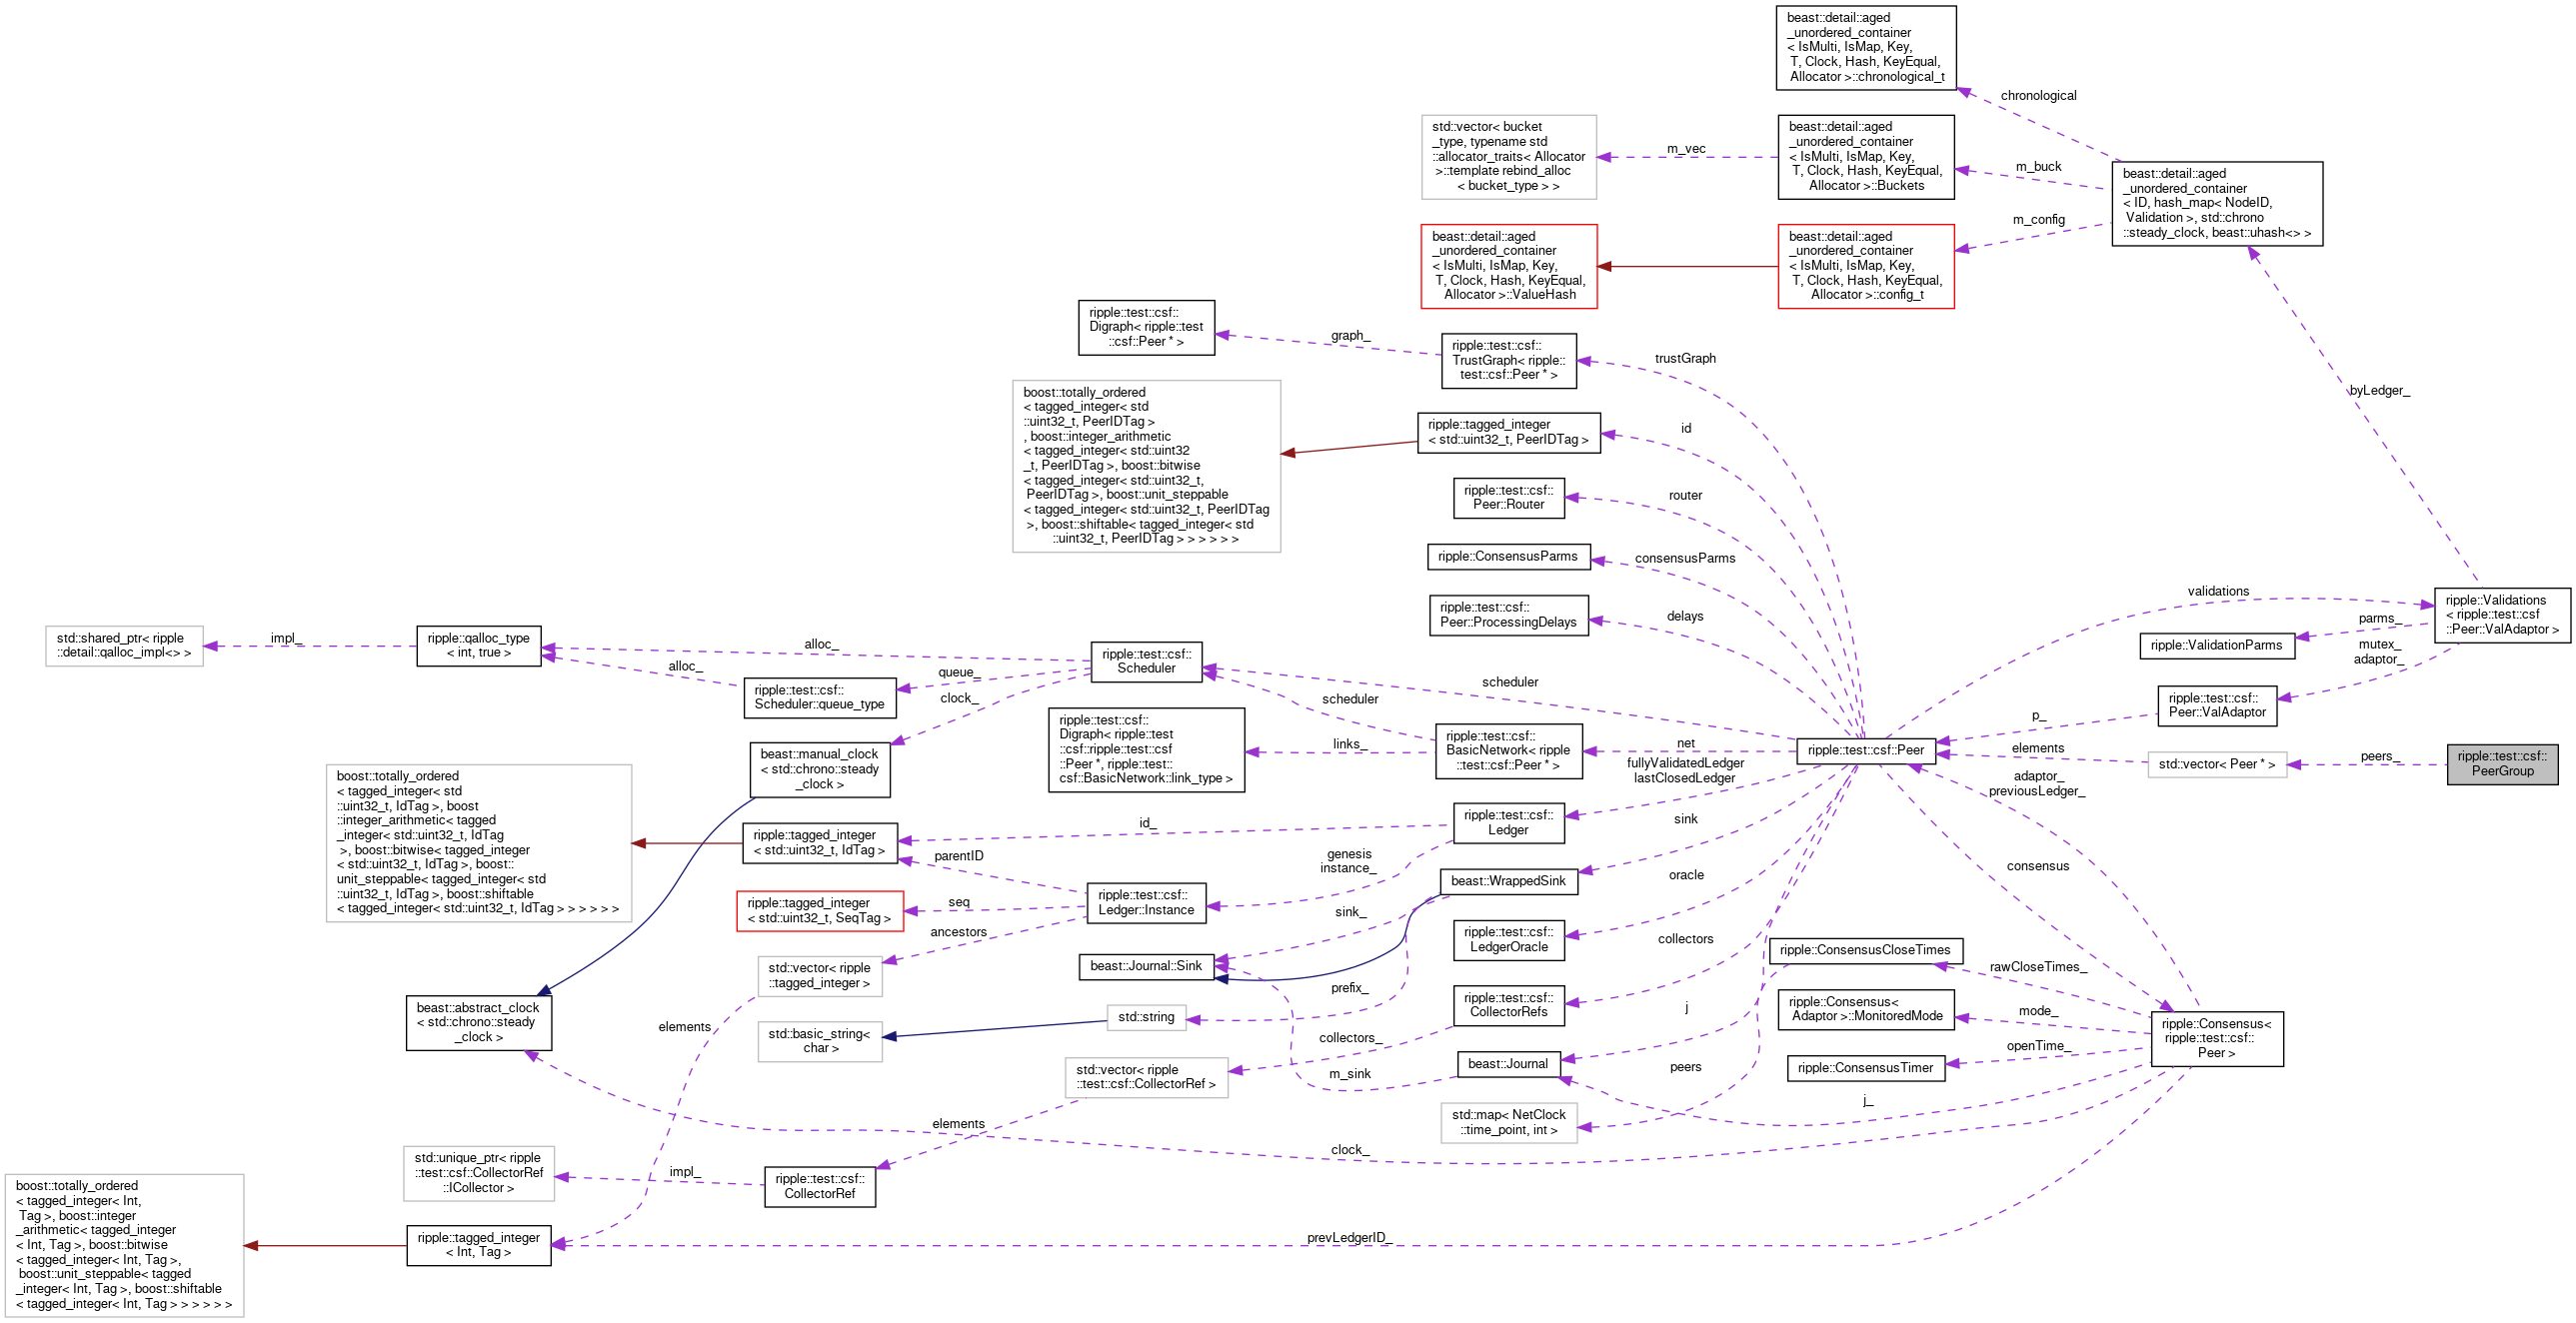 beast::detail::aged
_unordered_container
< IsMulti, IsMap, Key,
T, Clock, Hash, KeyEqual,
Allocator >::chronological_t
chronological
std::vector< bucket
_type, typename std
::allocator_traits< Allocator
>::template rebind_alloc
< bucket_type > >
m_vec
beast::detail::aged
_unordered_container
< IsMulti, IsMap, Key,
T, Clock, Hash, KeyEqual,
Allocator >::Buckets
m_buck
beast::detail::aged
_unordered_container
< ID, hash_map< NodeID,
Validation >, std::chrono
::steady_clock, beast::uhash<> >
m_config
beast::detail::aged
_unordered_container
< IsMulti, IsMap, Key,
T, Clock, Hash, KeyEqual,
Allocator >::ValueHash
beast::detail::aged
_unordered_container
< IsMulti, IsMap, Key,
T, Clock, Hash, KeyEqual,
Allocator >::config_t
ripple::test::csf::
Digraph< ripple::test
::csf::Peer * >
graph_
ripple::test::csf::
TrustGraph< ripple::
test::csf::Peer * >
trustGraph
byLedger_
boost::totally_ordered
< tagged_integer< std
::uint32_t, PeerIDTag >
, boost::integer_arithmetic
< tagged_integer< std::uint32
_t, PeerIDTag >, boost::bitwise
< tagged_integer< std::uint32_t,
PeerIDTag >, boost::unit_steppable
< tagged_integer< std::uint32_t, PeerIDTag
>, boost::shiftable< tagged_integer< std
::uint32_t, PeerIDTag > > > > > >
ripple::tagged_integer
< std::uint32_t, PeerIDTag >
id
ripple::test::csf::
Peer::Router
router
ripple::ConsensusParms
consensusParms
ripple::test::csf::
Peer::ProcessingDelays
delays
validations
ripple::Validations
< ripple::test::csf
::Peer::ValAdaptor >
parms_
ripple::ValidationParms
mutex_
adaptor_
ripple::test::csf::
Peer::ValAdaptor
p_
std::shared_ptr< ripple
::detail::qalloc_impl<> >
impl_
ripple::qalloc_type
< int, true >
alloc_
alloc_
ripple::test::csf::
Scheduler::queue_type
queue_
clock_
ripple::test::csf::
Scheduler
scheduler
scheduler
ripple::test::csf::
Digraph< ripple::test
::csf::ripple::test::csf
::Peer *, ripple::test::
csf::BasicNetwork::link_type >
links_
ripple::test::csf::
BasicNetwork< ripple
::test::csf::Peer * >
net
ripple::test::csf::Peer
elements
std::vector< Peer * >
peers_
ripple::test::csf::
PeerGroup
beast::manual_clock
< std::chrono::steady
_clock >
boost::totally_ordered
< tagged_integer< std
::uint32_t, IdTag >, boost
::integer_arithmetic< tagged
_integer< std::uint32_t, IdTag
>, boost::bitwise< tagged_integer
< std::uint32_t, IdTag >, boost::
unit_steppable< tagged_integer< std
::uint32_t, IdTag >, boost::shiftable
< tagged_integer< std::uint32_t, IdTag > > > > > >
ripple::tagged_integer
< std::uint32_t, IdTag >
id_
parentID
fullyValidatedLedger
lastClosedLedger
ripple::test::csf::
Ledger
genesis
instance_
ripple::tagged_integer
< std::uint32_t, SeqTag >
seq
ancestors
ripple::test::csf::
Ledger::Instance
sink
beast::WrappedSink
sink_
prefix_
oracle
ripple::test::csf::
LedgerOracle
adaptor_
previousLedger_
consensus
std::vector< ripple
::tagged_integer >
elements
beast::Journal::Sink
std::basic_string<
char >
std::string
collectors
ripple::test::csf::
CollectorRefs
collectors_
std::vector< ripple
::test::csf::CollectorRef >
m_sink
j
beast::Journal
peers
std::map< NetClock
::time_point, int >
ripple::ConsensusCloseTimes
rawCloseTimes_
ripple::Consensus<
Adaptor >::MonitoredMode
mode_
openTime_
ripple::ConsensusTimer
ripple::Consensus<
ripple::test::csf::
Peer >
j_
beast::abstract_clock
< std::chrono::steady
_clock >
clock_
elements
std::unique_ptr< ripple
::test::csf::CollectorRef
::ICollector >
impl_
ripple::test::csf::
CollectorRef
boost::totally_ordered
< tagged_integer< Int,
Tag >, boost::integer
_arithmetic< tagged_integer
< Int, Tag >, boost::bitwise
< tagged_integer< Int, Tag >,
boost::unit_steppable< tagged
_integer< Int, Tag >, boost::shiftable
< tagged_integer< Int, Tag > > > > > >
ripple::tagged_integer
< Int, Tag >
prevLedgerID_